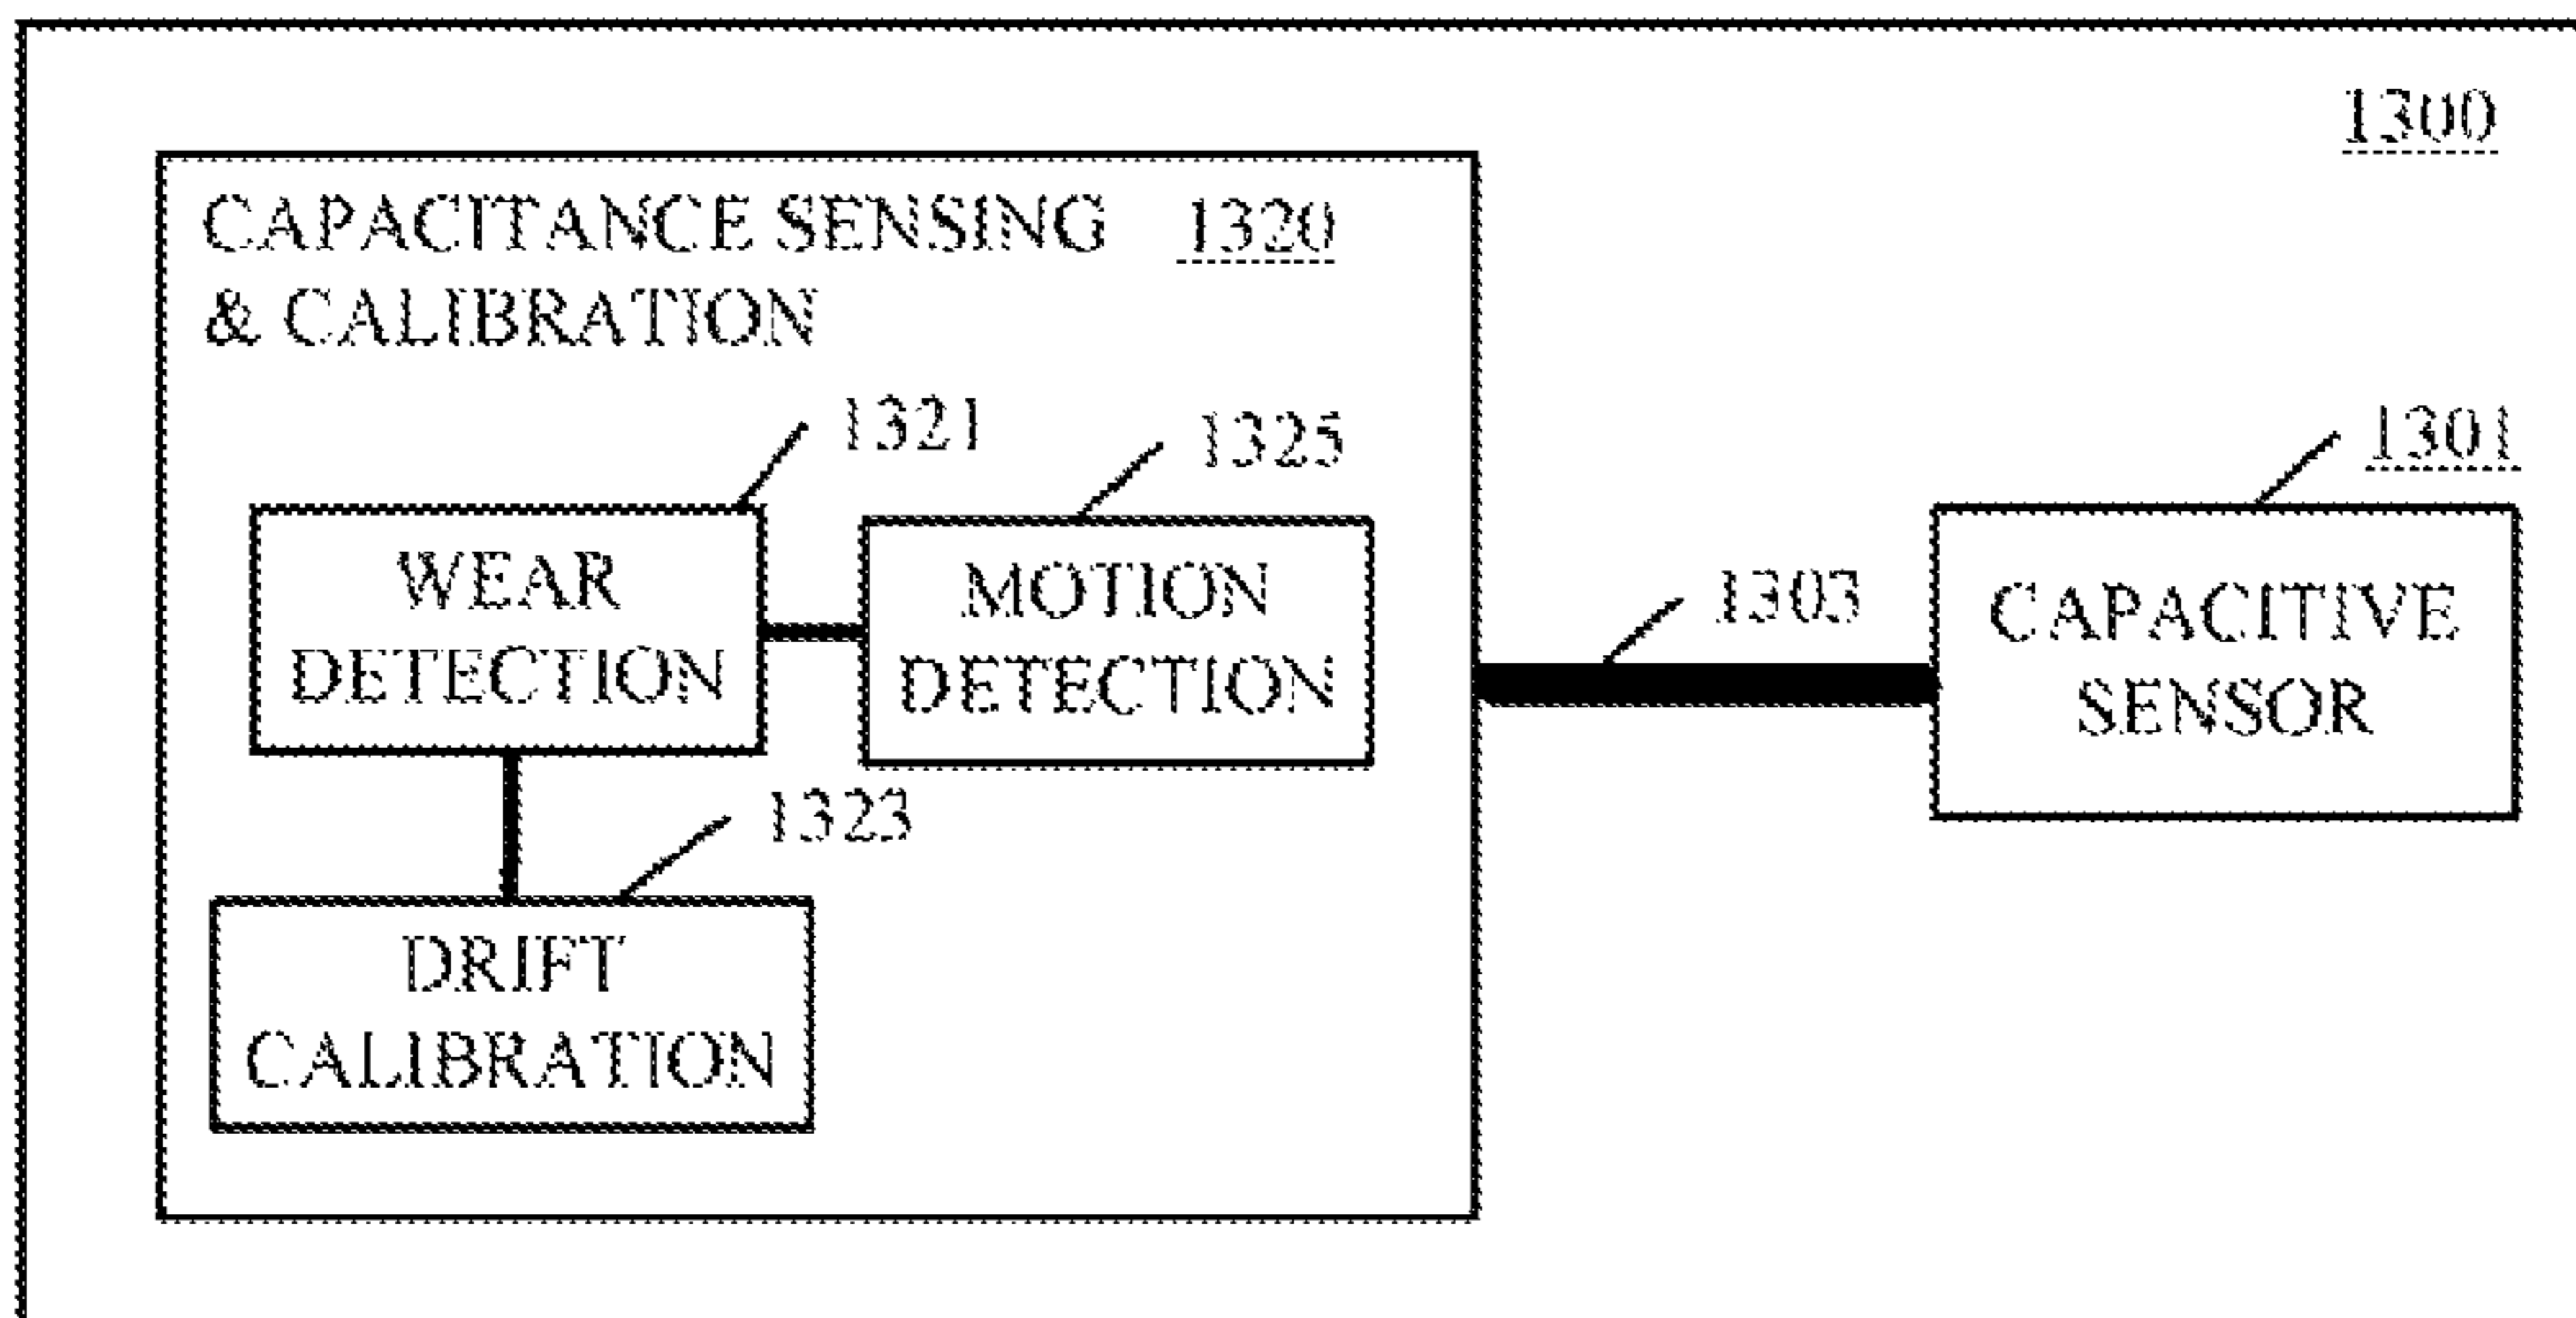 1300
CAPACITANCE SENSING 1320
& CALIBRATION
1321
1325
1301
WEAR
DETECTION
MOTION
DETECTION
1303
CAPACITIVE
SENSOR
1323
DRIFT
CALIBRATION